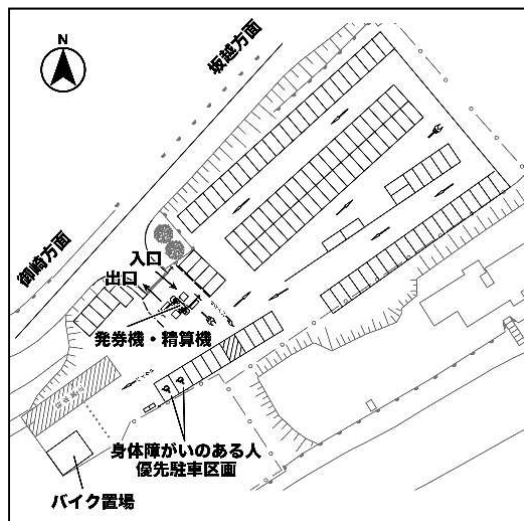 N
坂越方面
御崎方面
入口
出口
発券機・精算機
身体障がいのある人
優先駐車区画
バイク置場